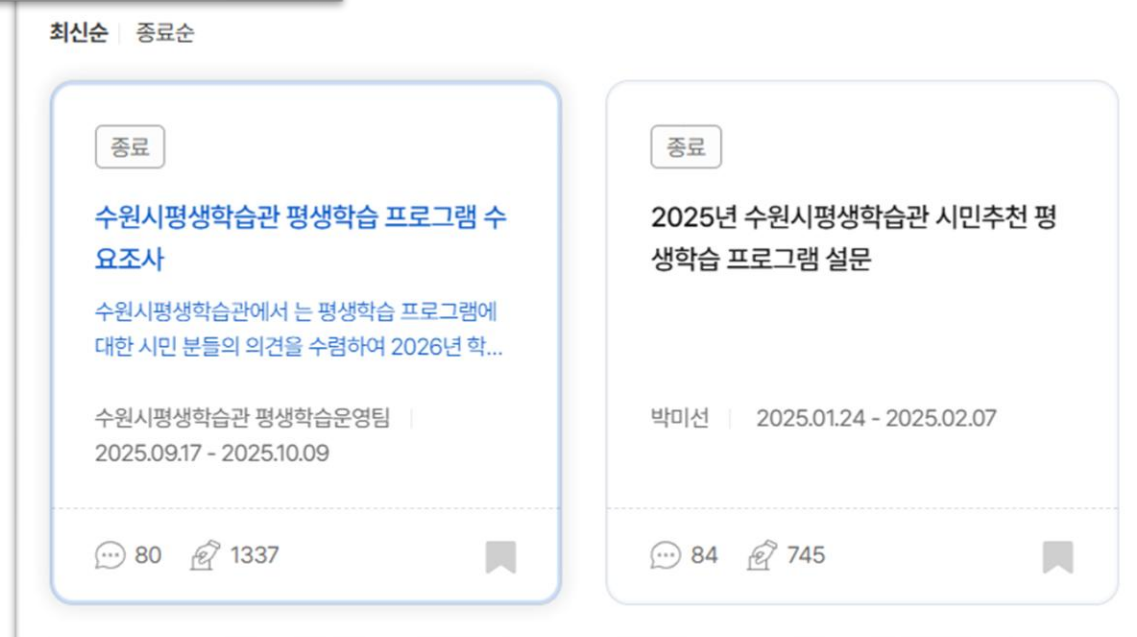 최신순 종료순
종료
수원시평생학습관 평생학습 프로그램 수
요조사
수원시평생학습관에서 는 평생학습 프로그램에
대한 시민 분들의 의견을 수렴하여 2026년 학...
수원시평생학습관 평생학습운영팀
2025.09.17 - 2025.10.09
80 1337
종료
2025년 수원시평생학습관 시민추천 평
생학습 프로그램 설문
박미선 2025.01.24 - 2025.02.07
84 745